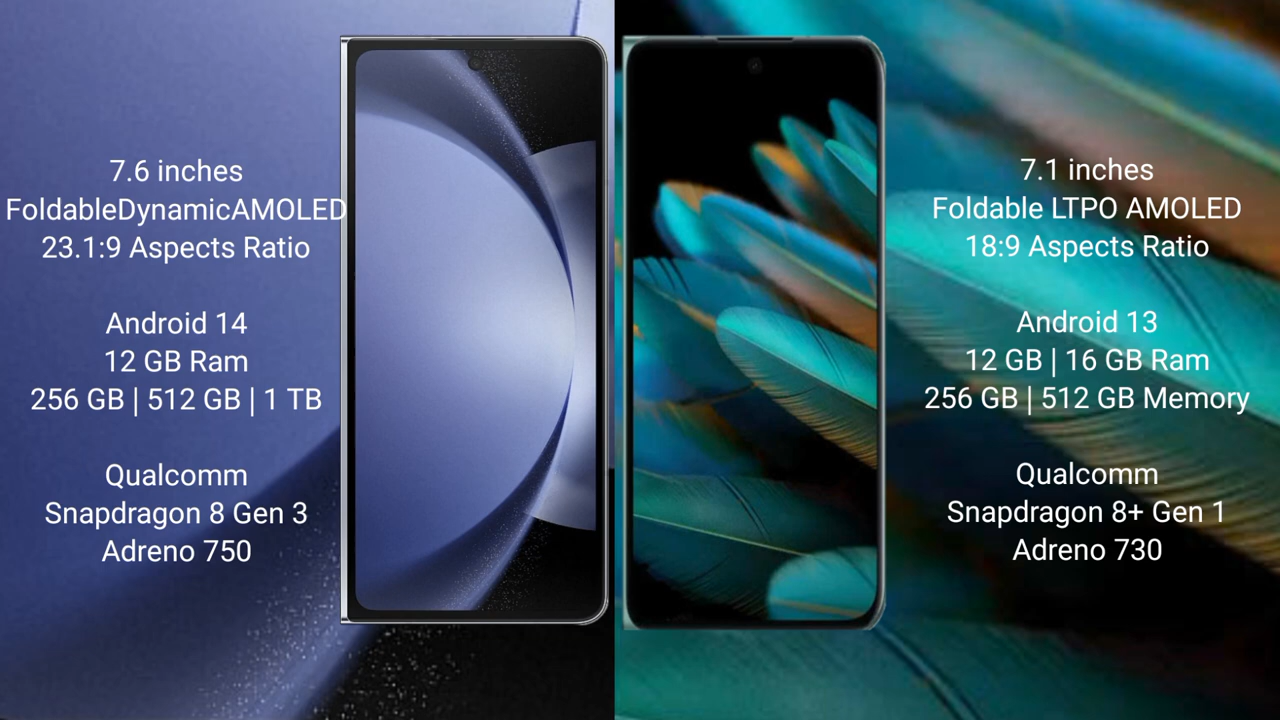 7.6 inches
FoldableDynamicAMOLED
23.1:9 Aspects Ratio
Android 14
12 GB Ram
256 GB | 512 GB | 1 TB
Qualcomm
Snapdragon 8 Gen 3
Adreno 750
7.1 inches
Foldable LTPO AMOLED
18:9 Aspects Ratio
Android 13
12 GB | 16 GB Ram
256 GB | 512 GB Memory
Qualcomm
Snapdragon 8+ Gen 1
Adreno 730